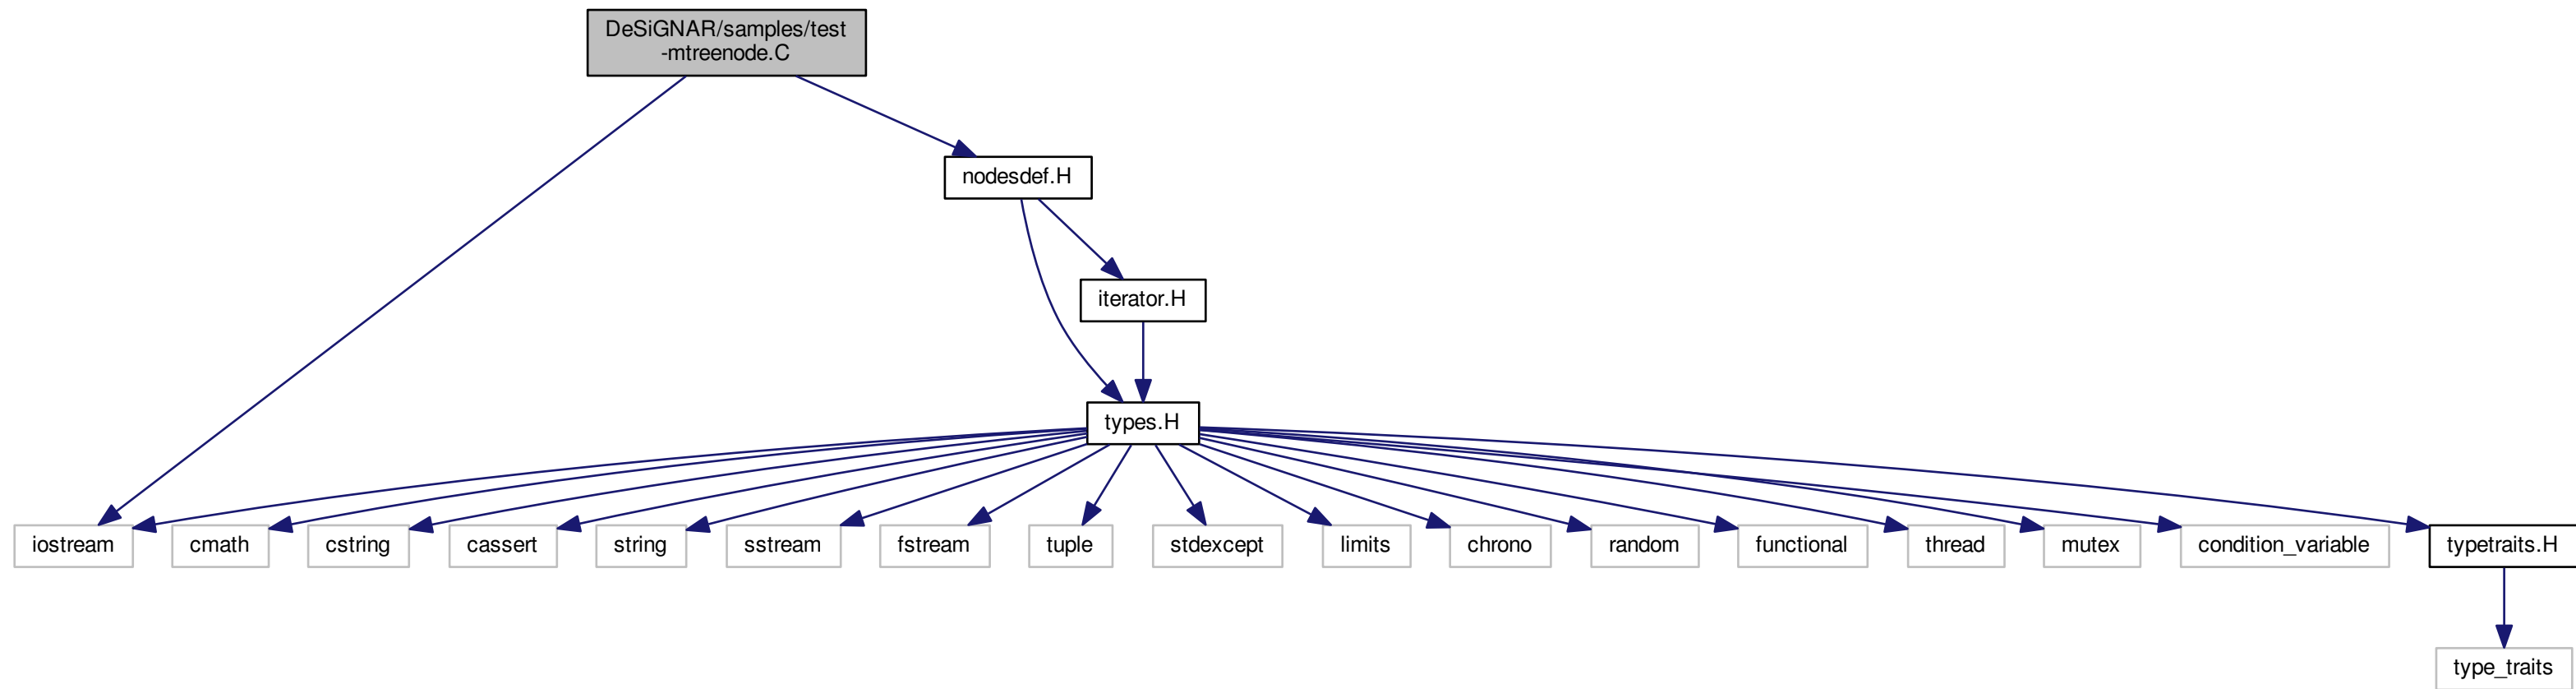 DeSiGNAR/samples/test
-mtreenode.C
nodesdef.H
iterator.H
types.H
iostream
cmath
cstring
cassert
string
sstream
fstream
tuple
stdexcept
limits
chrono
random
functional
thread
mutex
condition_variable
typetraits.H
type_traits